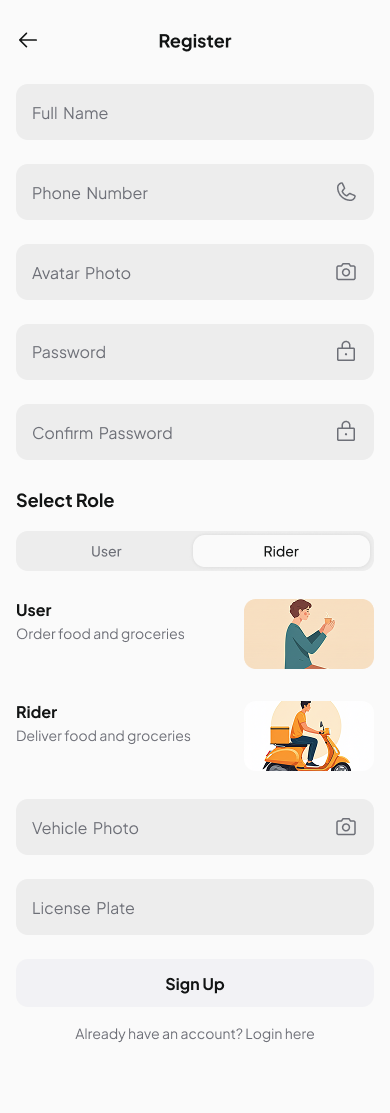 Register
Full Name
Phone Number
Avatar Photo
Password
Confirm Password
Select Role
User
Rider
User
Order food and groceries
Rider
Deliver food and groceries
Vehicle Photo
License Plate
Sign Up
Already have an account? Login here